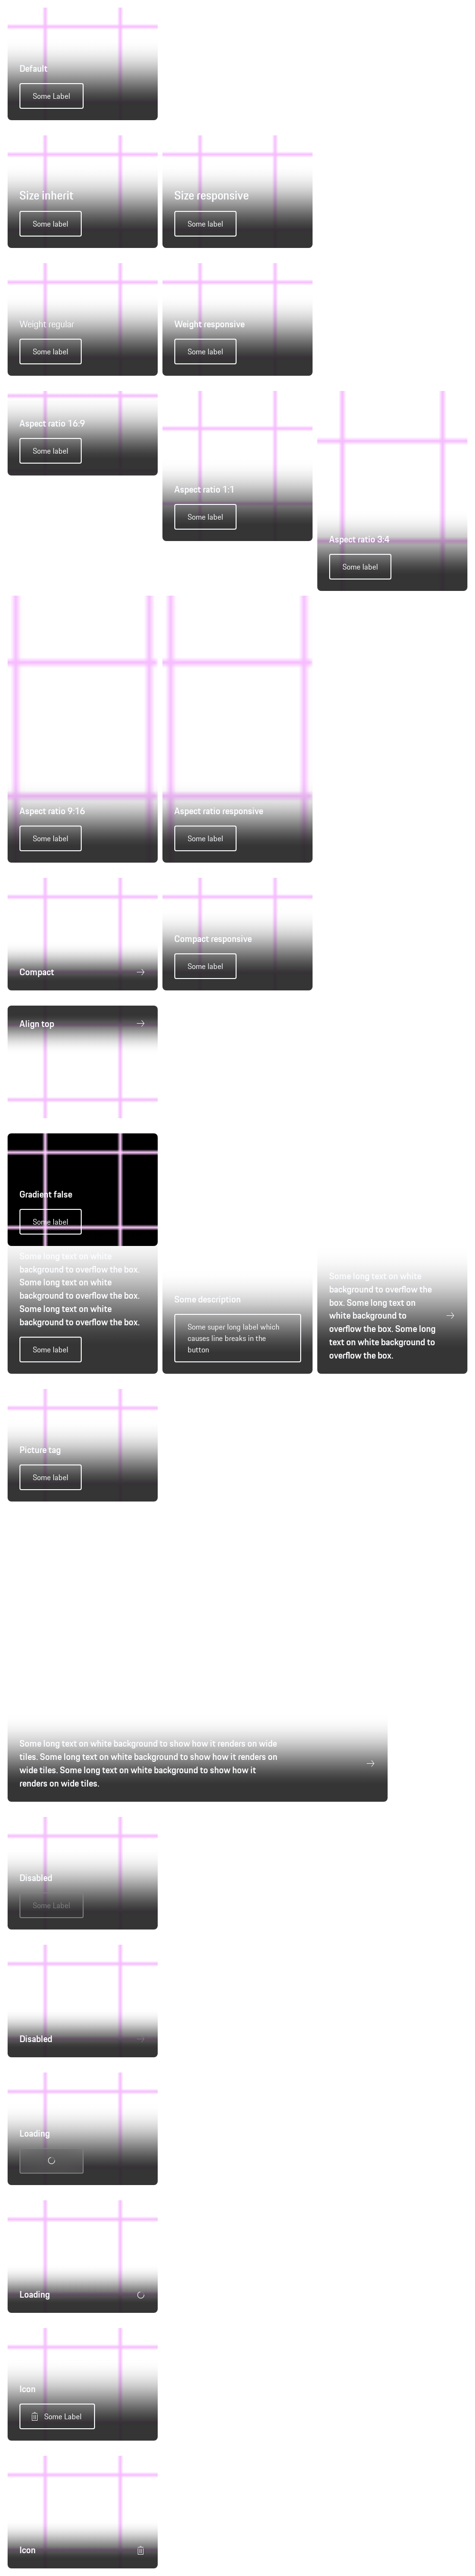 Default
Some Label
Size inherit
Some label
Size responsive
Some label
Weight regular
Some label
Weight responsive
Some label
Aspect ratio 16:9
Some label
Aspect ratio 1:1
Some label
Aspect ratio 3:4
Some label
Aspect ratio 9:16
Some label
Aspect ratio responsive
Some label
Compact
Compact responsive
Some label
Align top
Gradient false
Some label
Some long text on white
background to overflow the box.
Some long text on white
background to overflow the box.
Some long text on white
background to overflow the box.
Some label
Some description
Some super long label which
causes line breaks in the
button
Some long text on white
background to overflow the
box. Some long text on
white background to
overflow the box. Some long
text on white background to
overflow the box.
Picture tag
Some label
Some long text on white background to show how it renders on wide
tiles. Some long text on white background to show how it renders on
wide tiles. Some long text on white background to show how it
renders on wide tiles.
Disabled
Some Label
Disabled
Loading
Loading
Icon
Some Label
Icon